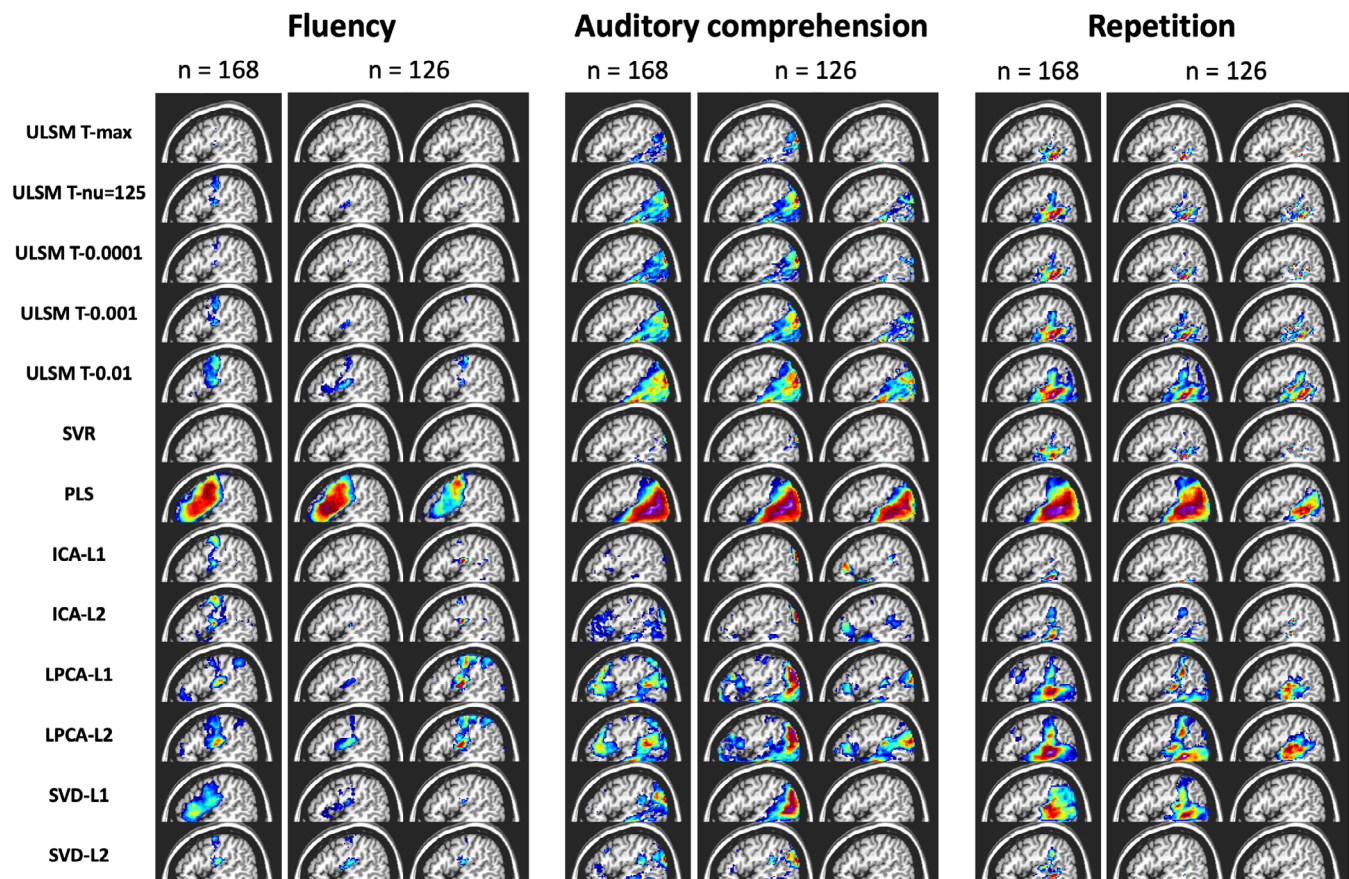 Fluency Auditory comprehension Repetition
n = 168 n = 126 n = 168 n = 126 n = 168 n = 126
ULSM T-max
ULSM T-nu=125
ULSM T-0.0001
ULSM T-0.001
ULSM T-0.01
SVR
PLS
ICA-L1
ICA-L2
LPCA-L1
LPCA-L2
SVD-L1
SVD-L2